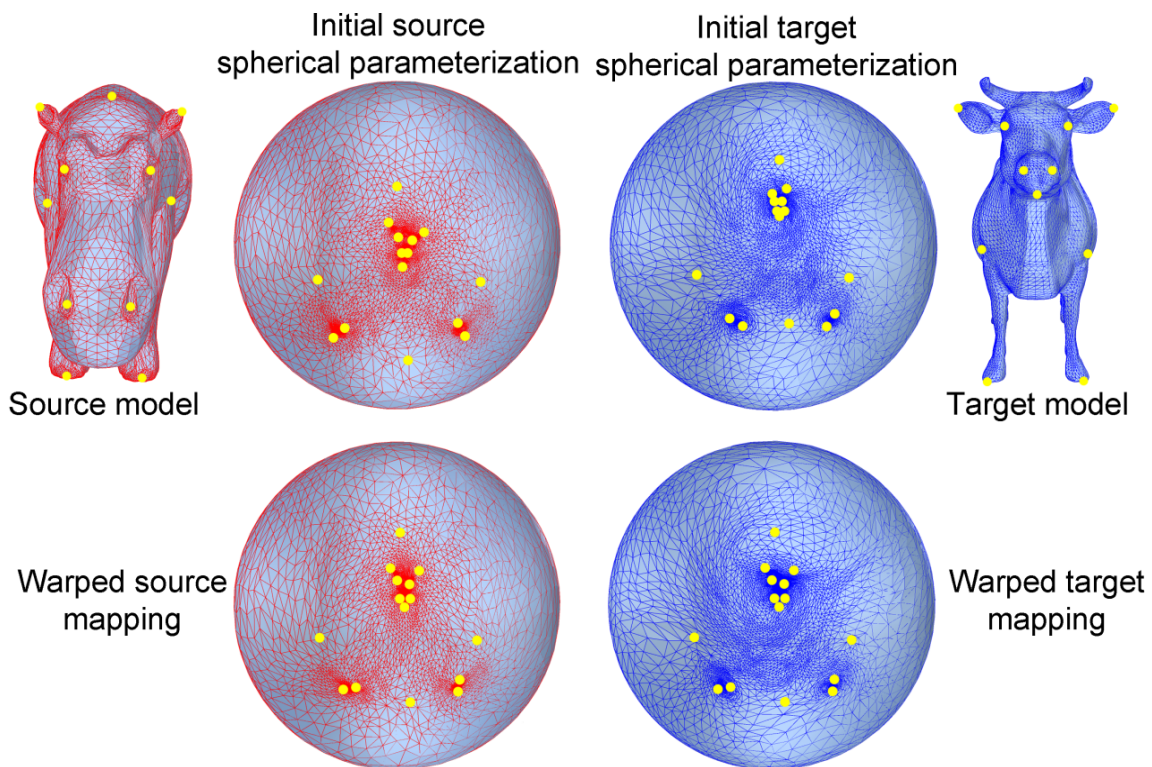 Initial source
spherical parameterization
Initial target
spherical parameterization
Source model
Target model
Warped source
mapping
Warped target
mapping